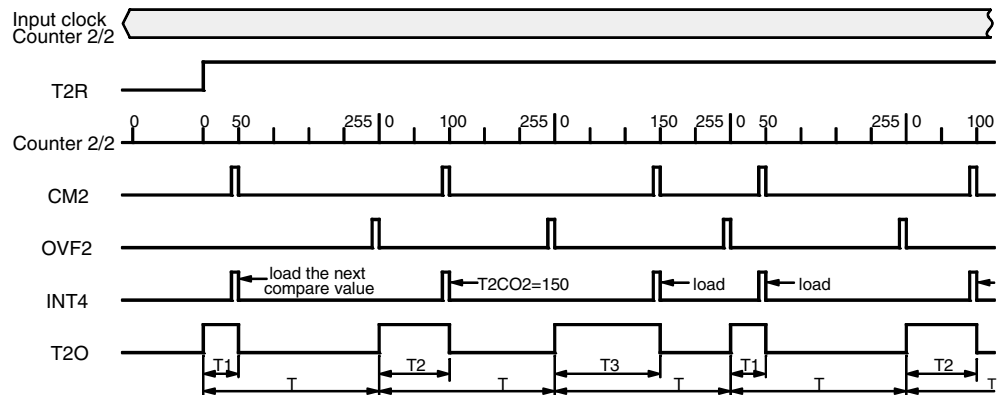 Input clock
Counter 2/2
T2R
0 0 50 255 0 100 255 0 150 255 0 50 255 0 100
Counter 2/2
CM2
OVF2
INT4
load the next
compare value
T2CO2=150
load
load
T2O
T1 T2 T3 T1 T2
T T T T T